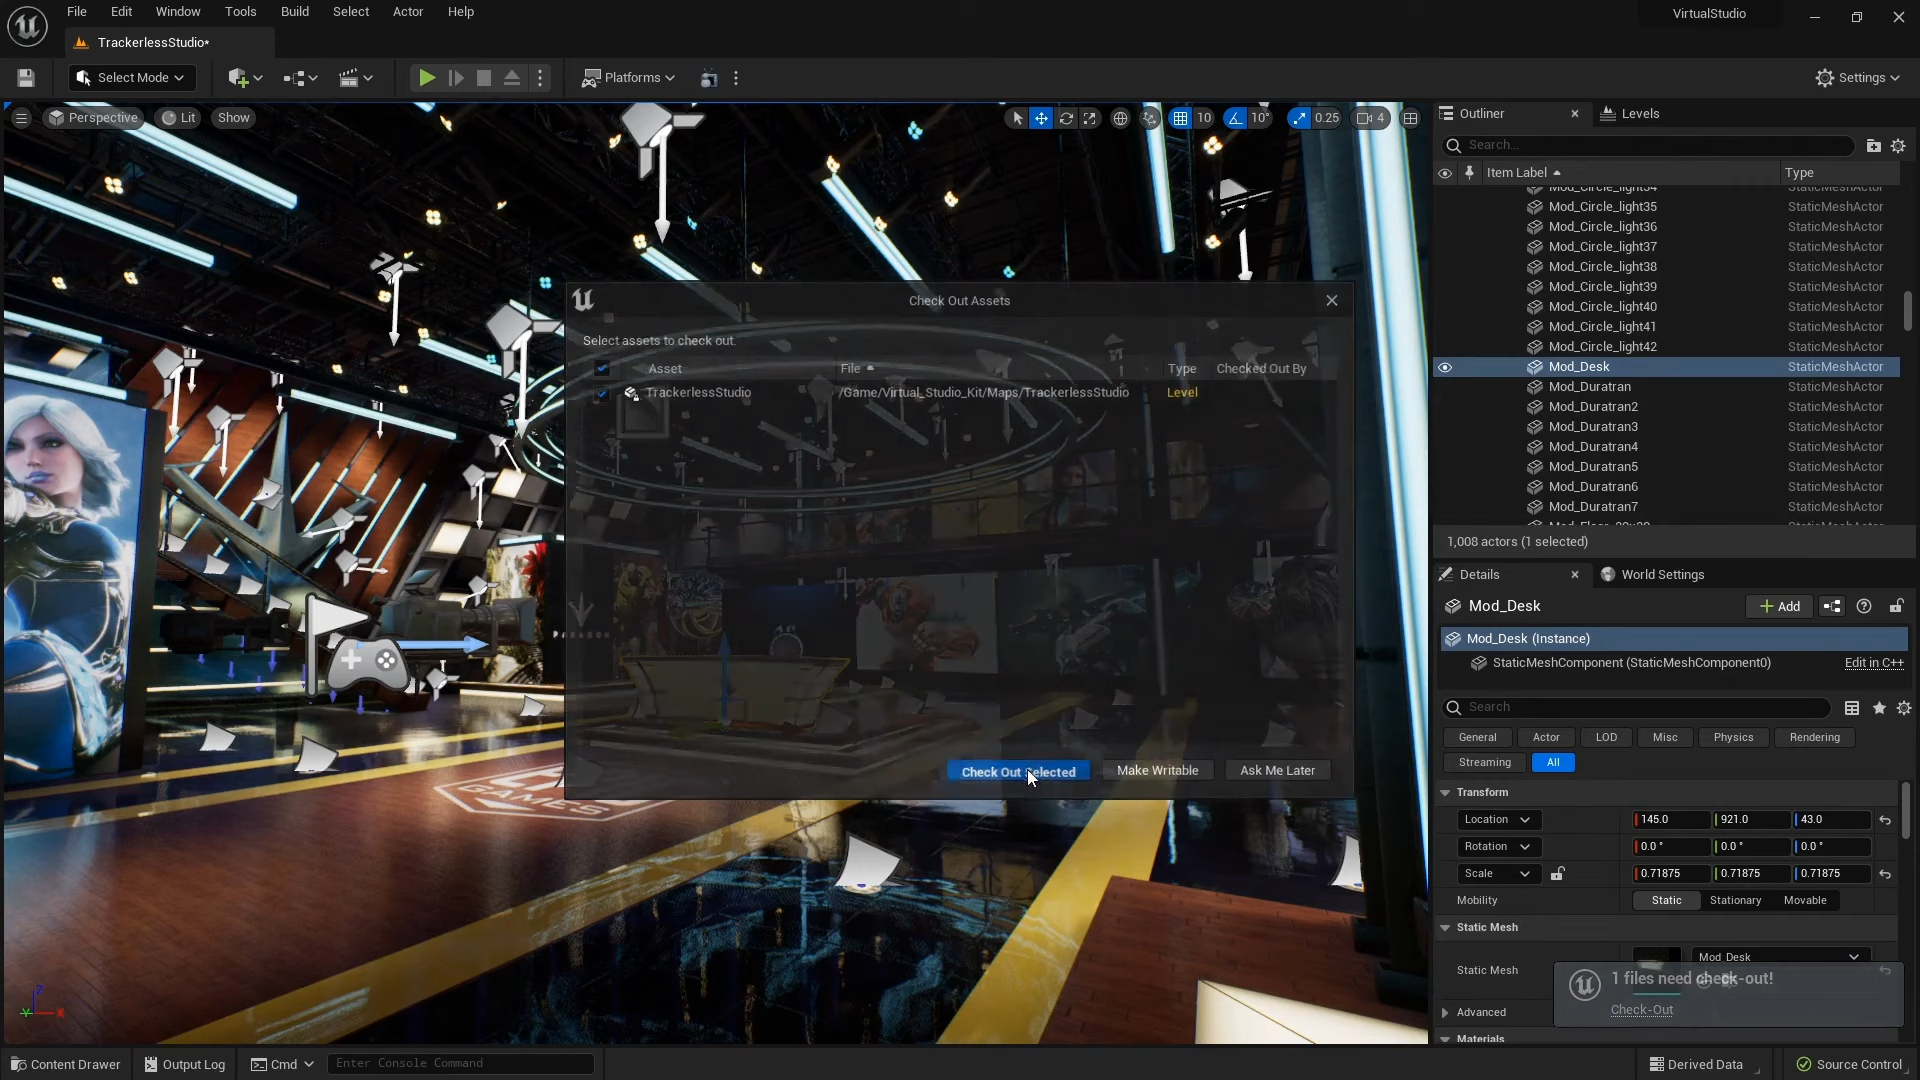 File Edit Window Tools Build Select Actor Help
VirtualStudio
TrackerlessStudio*
Select Mode
Platforms
Settings
Perspective Lit Show
10 10° 0.25 4
Outliner Levels
Search...
Item Label Type
Mod_Circle_light34 StaticMeshActor
Mod_Circle_light35 StaticMeshActor
Mod_Circle_light36 StaticMeshActor
Mod_Circle_light37 StaticMeshActor
Mod_Circle_light38 StaticMeshActor
Mod_Circle_light39 StaticMeshActor
Mod_Circle_light40 StaticMeshActor
Mod_Circle_light41 StaticMeshActor
Mod_Circle_light42 StaticMeshActor
Mod_Desk StaticMeshActor
Mod_Duratran StaticMeshActor
Mod_Duratran2 StaticMeshActor
Mod_Duratran3 StaticMeshActor
Mod_Duratran4 StaticMeshActor
Mod_Duratran5 StaticMeshActor
Mod_Duratran6 StaticMeshActor
Mod_Duratran7 StaticMeshActor
1,008 actors (1 selected)
Check Out Assets
Select assets to check out.
Asset File Type Checked Out By
TrackerlessStudio /Game/Virtual_Studio_Kit/Maps/TrackerlessStudio Level
Check Out Selected Make Writable Ask Me Later
GAMES
Details World Settings
Mod_Desk
Add
Mod_Desk (Instance)
StaticMeshComponent (StaticMeshComponent0) Edit in C++
Search
General Actor LOD Misc Physics Rendering
Streaming All
Transform
Location 145.0 921.0 43.0
Rotation 0.0 ° 0.0 ° 0.0 °
Scale 0.71875 0.71875 0.71875
Mobility Static Stationary Movable
Static Mesh
Static Mesh Mod_Desk
1 files need check-out!
Check-Out
Advanced
Materials
Content Drawer Output Log Cmd Enter Console Command
Derived Data Source Control